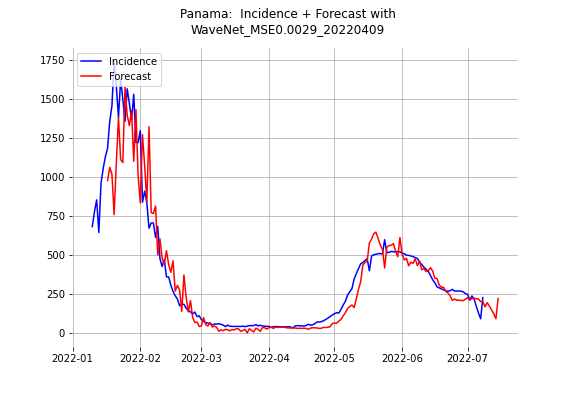 Panama:  Incidence + Forecast with
WaveNet_MSE0.0029_20220409
Incidence
Forecast
1750
1500
1250
1000
750
500
250
0
2022-01 2022-02 2022-03 2022-04 2022-05 2022-06 2022-07